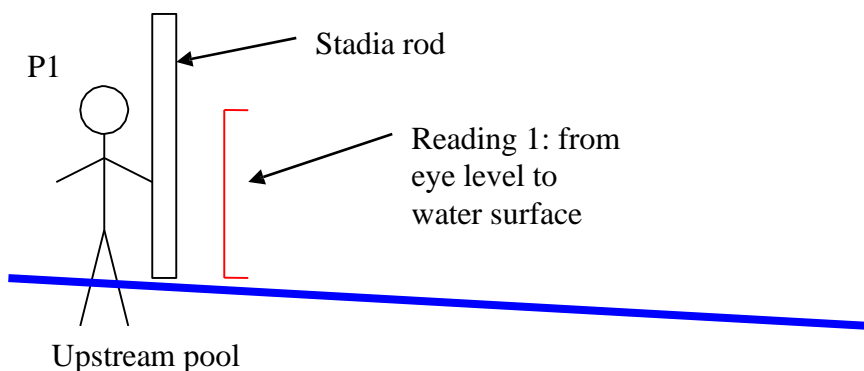 Stadia rod
P1
Reading 1: from
eye level to
water surface
Upstream pool